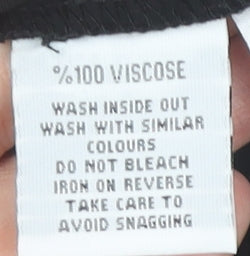 %100 VISCOSE
WASH INSIDE OUT
WASH WITH SIMILAR
COLOURS
DO NOT BLEACH
IRON ON REVERSE
TAKE CARE TO
AVOID SNAGGING